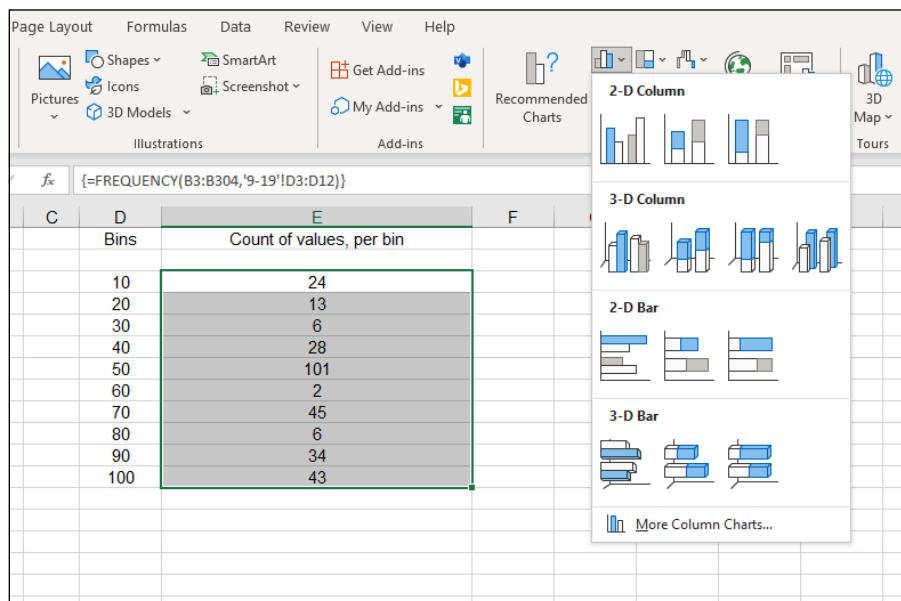 Page Layout Formulas Data Review View Help
Shapes SmartArt
Get Add-ins
Icons Screenshot
Pictures Recommended Charts
My Add-ins
3D Models
3D Map
Illustrations Add-ins Tours
fx {=FREQUENCY(B3:B304,'9-19'!D3:D12)}
C D E F
Bins Count of values, per bin
10 24
20 13
30 6
40 28
50 101
60 2
70 45
80 6
90 34
100 43
2-D Column
3-D Column
2-D Bar
3-D Bar
More Column Charts...